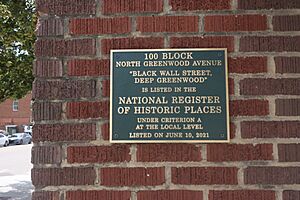 100 BLOCK
NORTH GREENWOOD AVENUE
"BLACK WALL STREET,
DEEP GREENWOOD"
IS LISTED IN THE
NATIONAL REGISTER
OF HISTORIC PLACES
UNDER CRITERION A
AT THE LOCAL LEVEL
LISTED ON JUNE 10, 2021